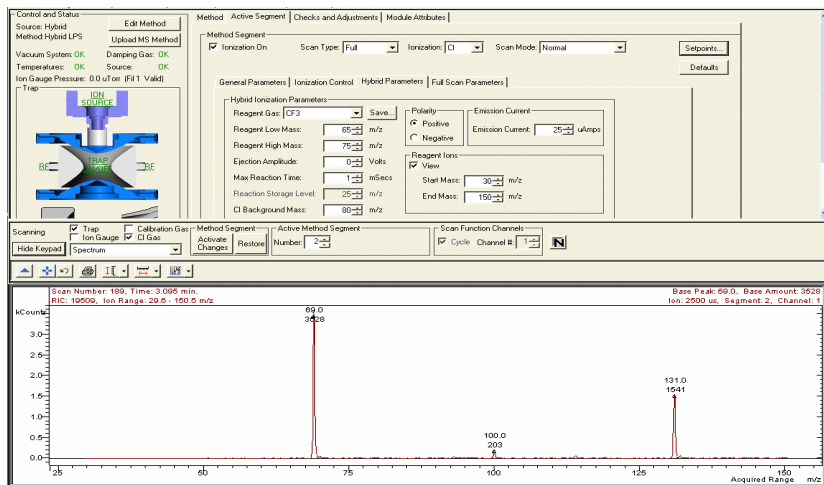 Control and Status
Source: Hybrid
Method: Hybrid LPS
Edit Method
Upload MS Method
Vacuum System: OK Damping Gas: OK
Temperatures: OK Source: OK
Ion Gauge Pressure: 0.0 uTorr (Fil 1 Valid)
Trap
ION
SOURCE
RF TRAP RF
Method Active Segment Checks and Adjustments Module Attributes
Method Segment
Ionization On Scan Type: Full Ionization: CI Scan Mode: Normal Setpoints...
Defaults
General Parameters Ionization Control Hybrid Parameters Full Scan Parameters
Hybrid Ionization Parameters
Reagent Gas: CF3 Save...
Reagent Low Mass: 65 m/z
Reagent High Mass: 75 m/z
Ejection Amplitude: 0 Volts
Max Reaction Time: 1 mSecs
Reaction Storage Level: 25 m/z
CI Background Mass: 80 m/z
Polarity
Positive
Negative
Emission Current
Emission Current: 25 uAmps
Reagent Ions
View
Start Mass: 30 m/z
End Mass: 150 m/z
Scanning
Hide Keypad
Trap Calibration Gas
Ion Gauge CI Gas
Spectrum
Method Segment
Activate Changes Restore
Active Method Segment
Number: 2
Scan Function Channels
Cycle Channel #: 1
N
Scan Number: 189, Time: 3.095 min.
RIC: 19509, Ion Range: 29.6 - 150.5 m/z
Base Peak: 69.0, Base Amount: 3528
Ion: 2500 us, Segment: 2, Channel: 1
kCounts
69.0
3528
3.0
2.5
2.0
131.0
1541
1.5
1.0
100.0
203
0.5
0.0
25 50 75 100 125 150
Acquired Range m/z